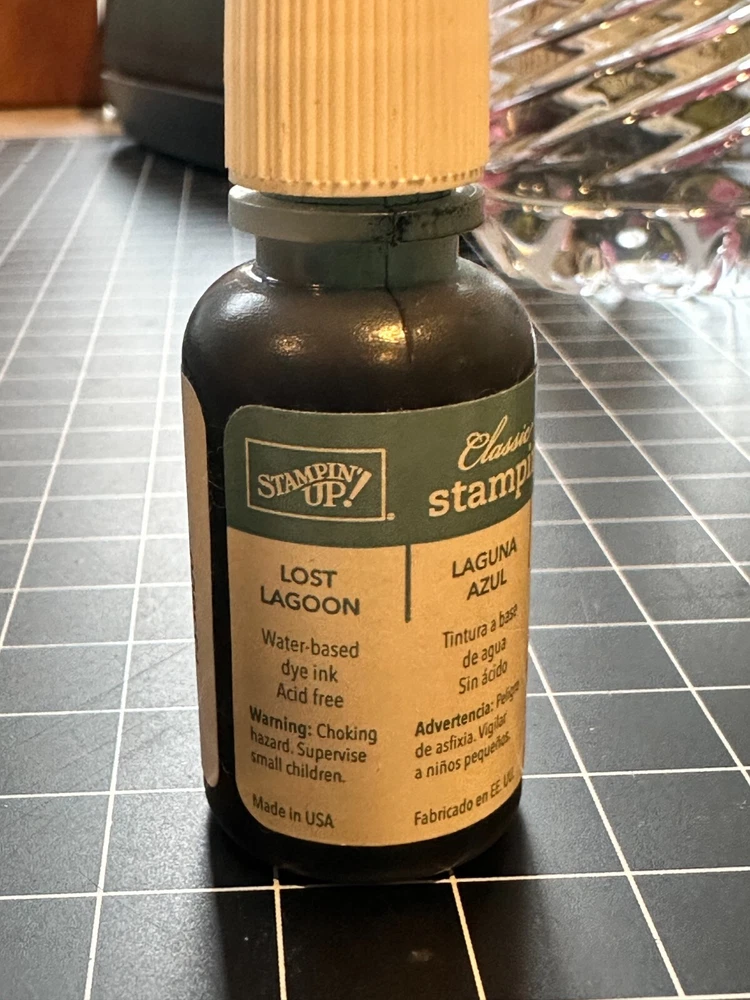 STAMPIN'
UP!
Classic
stampi
LOST
LAGOON
Water-based
dye ink
Acid free
Warning: Choking
hazard. Supervise
small children.
Made in USA
LAGUNA
AZUL
Tintura a base
de agua
Sin ácido
Advertencia: Peligro
de asfixia. Vigilar
a niños pequeños.
Fabricado en EE. UU.